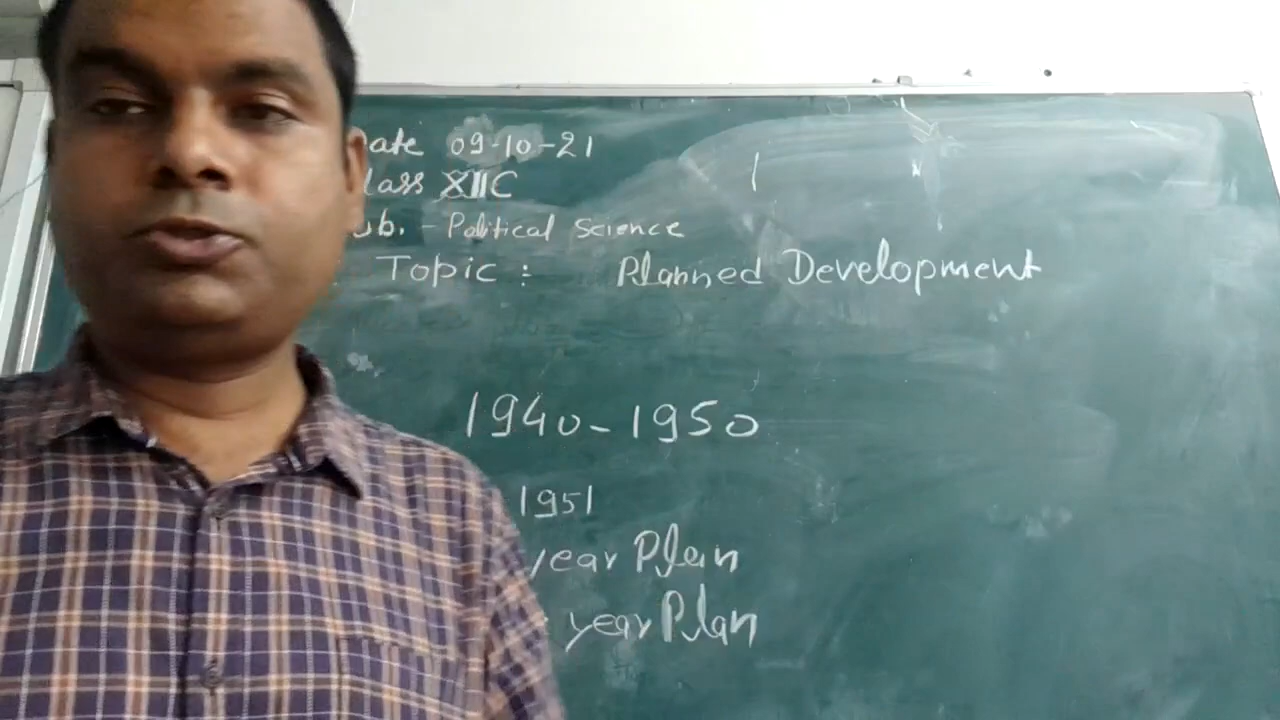 ate 09-10-21
lass XIIC
ub. - Political Science
Topic : Planned Development
1940-1950
1951
year Plan
year Plan